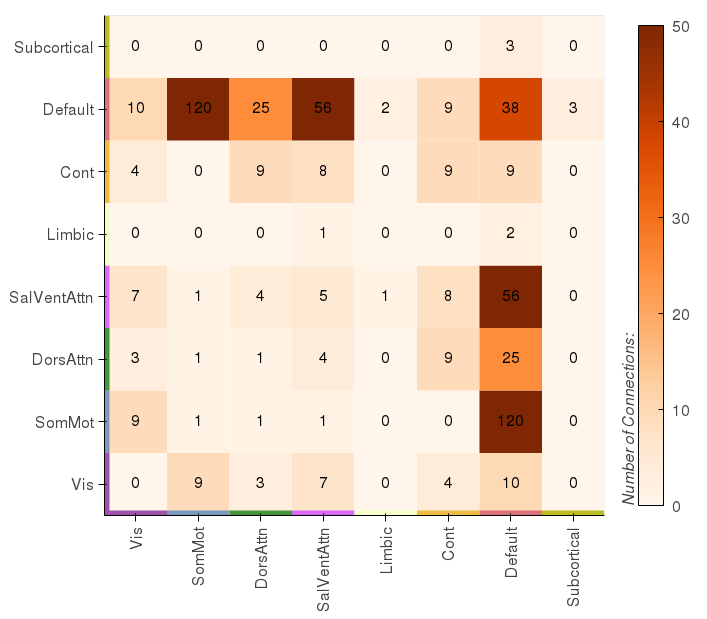 Subcortical 0 0 0 0 0 0 3 0
Default 10 120 25 56 2 9 38 3
Cont 4 0 9 8 0 9 9 0
Limbic 0 0 0 1 0 0 2 0
SalVentAttn 7 1 4 5 1 8 56 0
DorsAttn 3 1 1 4 0 9 25 0
SomMot 9 1 1 1 0 0 120 0
Vis 0 9 3 7 0 4 10 0
Vis
SomMot
DorsAttn
SalVentAttn
Limbic
Cont
Default
Subcortical
Number of Connections:
50
40
30
20
10
0